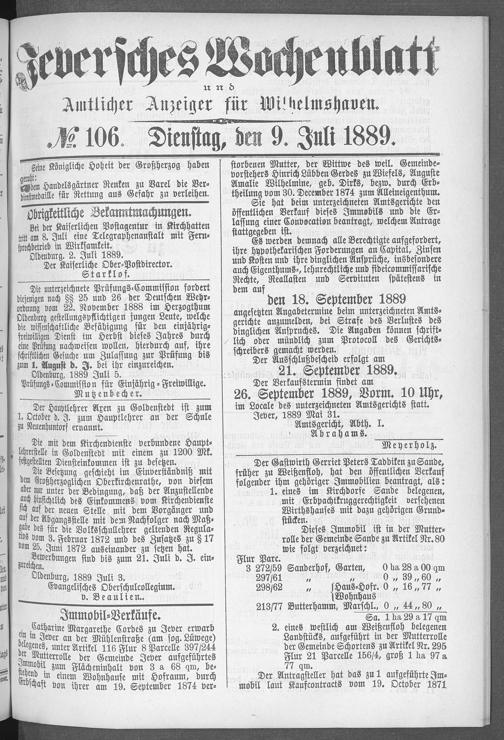 Jeversches Wochenblatt
und
Amtlicher Anzeiger für Wilhelmshaven.
№ 106. Dienstag, den 9. Juli 1889.
Seine Königliche Hoheit der Großherzog haben
geruht:
dem Handelsgärtner Renken zu Varel die Ver-
dienstmedaille für Rettung aus Gefahr zu verleihen.
Obrigkeitliche Bekanntmachungen.
Bei der Kaiserlichen Postagentur in Kirchhatten
tritt am 8. Juli eine Telegraphenanstalt mit Fern-
sprechbetrieb in Wirksamkeit.
Oldenburg, 2. Juli 1889.
Der Kaiserliche Ober-Postdirector.
Starklof.
Die unterzeichnete Prüfungs-Commission fordert
diejenigen nach §§ 25 und 26 der Deutschen Wehr-
ordnung vom 22. November 1888 im Herzogthum
Oldenburg gestellungspflichtigen jungen Leute, welche
die wissenschaftliche Befähigung für den einjährig-
freiwilligen Dienst im Herbst dieses Jahres durch
eine Prüfung nachweisen wollen, hierdurch auf, ihre
schriftlichen Gesuche um Zulassung zur Prüfung bis
zum 1. August d. J. bei ihr einzureichen.
Oldenburg, 1889 Juli 5.
Prüfungs-Commission für Einjährig-Freiwillige.
Mutzenbecher.
Der Hauptlehrer Aren zu Goldenstedt ist zum
1. October d. J. zum Hauptlehrer an der Schule
zu Neuenhuntorf ernannt.
Die mit dem Kirchendienste verbundene Haupt-
lehrerstelle in Goldenstedt mit einem zu 1200 Mk.
festgestellten Diensteinkommen ist zu besetzen.
Die Besetzung geschieht im Einverständniß mit
dem Großherzoglichen Oberkirchenrathe, von diesem
aber nur unter der Bedingung, daß der Anzustellende
auch hinsichtlich des Einkommens vom Kirchendienste
sich auf der neuen Stelle mit dem Vorgänger und
auf der Abgangsstelle mit dem Nachfolger nach Maß-
gabe des für die Volksschullehrer geltenden Regula-
tivs vom 3. Februar 1872 und des Zusatzes zu § 17
vom 25. Juni 1872 auseinander zu setzen hat.
Bewerbungen sind bis zum 21. Juli d. J. ein-
zureichen.
Oldenburg, 1889 Juli 3.
Evangelisches Oberschulcollegium.
v. Beaulieu.
Immobil-Verkäufe.
Catharine Margarethe Cordes zu Jever erwarb
ein in Jever an der Mühlenstraße (am sog. Lüwege)
belegenes, unter Artikel 116 Flur 8 Parcelle 397/244
der Mutterrolle der Gemeinde Jever aufgeführtes
Immobil zum Flächeninhalt von 3 a 68 qm, be-
stehend in einem Wohnhause mit Hofraum, durch
Erbschaft von ihrer am 19. September 1874 ver-
storbenen Mutter, der Wittwe des weil. Gemeinde-
vorstehers Hinrich Lübben Gerdes zu Wiefels, Auguste
Amalie Wilhelmine, geb. Dirks, bezw. durch Erb-
theilung vom 30. December 1874 zum Alleineigenthum.
Sie hat beim unterzeichneten Amtsgerichte den
öffentlichen Verkauf dieses Immobils und die Er-
lassung einer Convocation beantragt, welchem Antrage
stattgegeben ist.
Es werden demnach alle Berechtigte aufgefordert,
ihre hypothekarischen Forderungen an Capital, Zinsen
und Kosten und ihre dinglichen Ansprüche, insbesondere
auch Eigenthums-, lehnrechtliche und fideicommissarische
Rechte, Reallasten und Servituten spätestens in
dem auf
den 18. September 1889
angesetzten Angabetermine beim unterzeichneten Amts-
gericht anzumelden, bei Strafe des Verlustes des
dinglichen Anspruches. Die Angaben können schrift-
lich oder mündlich zum Protocoll des Gerichts-
schreibers gemacht werden.
Der Ausschlußbescheid erfolgt am
21. September 1889.
Der Verkaufstermin findet am
26. September 1889, Vorm. 10 Uhr,
im Locale des unterzeichneten Amtsgerichts statt.
Jever, 1889 Mai 31.
Amtsgericht, Abth. I.
Abrahams.
Meyerholz.
Der Gastwirth Gerriet Peters Taddiken zu Sande,
früher zu Weißenfloh, hat den öffentlichen Verkauf
folgender ihm gehöriger Immobilien beantragt, als:
1. eines im Kirchdorfe Sande belegenen,
mit Erbpachtkruggerechtigkeit versehenen
Wirthshauses mit dazu gehörigen Grund-
stücken.
Dieses Immobil ist in der Mutter-
rolle der Gemeinde Sande zu Artikel Nr. 80
wie folgt verzeichnet:
Flur Parc.
3 272/59 Sanderhof, Garten, 0 ha 28 a 00 qm
297/61 „ „ 0 „ 39 „ 60 „
298/62 „ Haus-Hofr. 0 „ 16 „ 77 „
Wohnhaus
213/77 Butterhamm, Marschl., 0 „ 44 „ 80 „
Sa. 1 ha 29 a 17 qm
2. eines westlich am Weißenfloh belegenen
Landstücks, aufgeführt in der Mutterrolle
der Gemeinde Schortens zu Artikel Nr. 295
Flur 21 Parcelle 156/4, groß 1 ha 97 a
77 qm.
Der Antragsteller hat das zu 1 aufgeführte Im-
mobil laut Kaufcontracts vom 19. October 1871